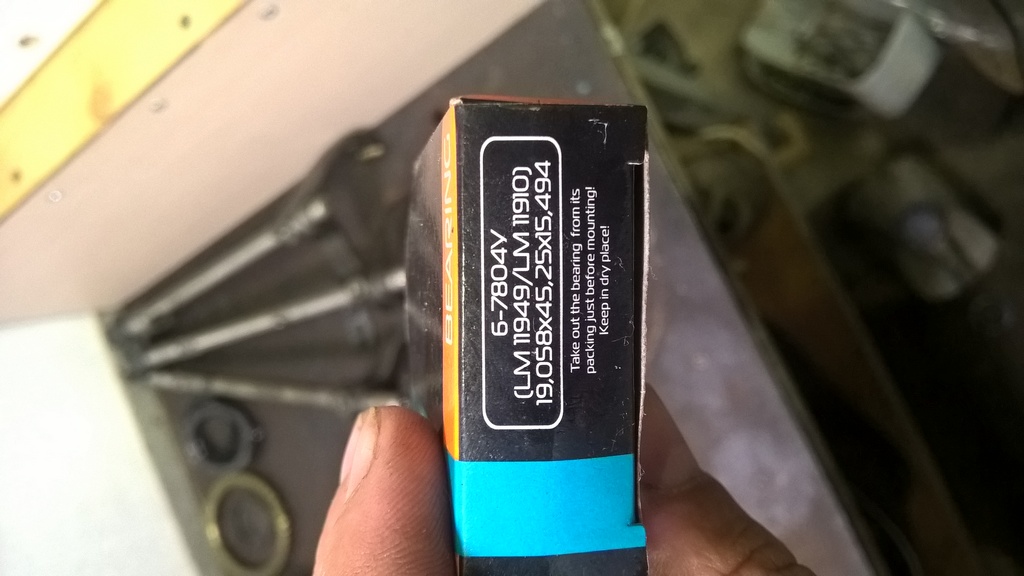 BEARING
6-7804У
(LM 11949/LM 11910)
19,058x45,25x15,494
Take out the bearing from its
packing just before mounting!
Keep in dry place!